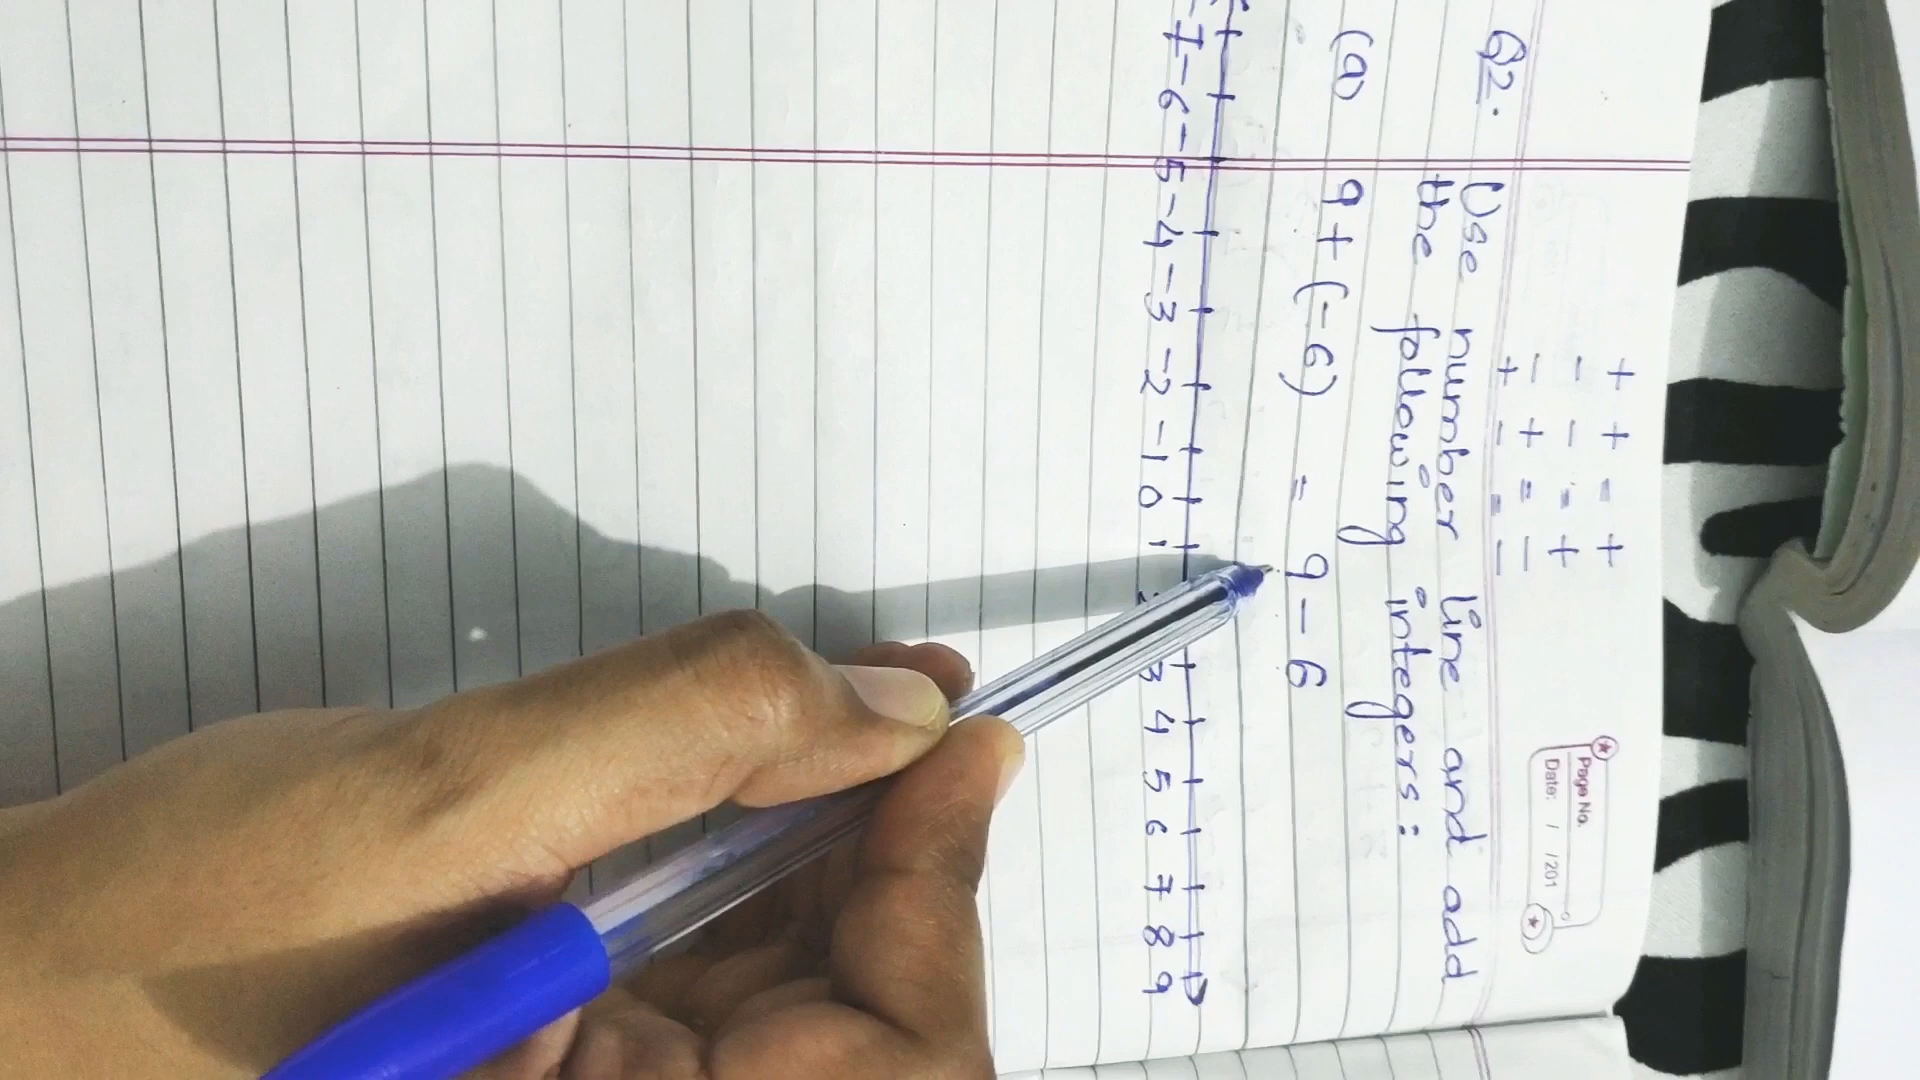 + + = +
- - = +
- + = -
+ - = -
Page No.
Date: / /201
Q2. Use number line and add
the following integers:
(a) 9+(-6) = 9-6
-7 -6 -5 -4 -3 -2 -1 0 1 2 3 4 5 6 7 8 9